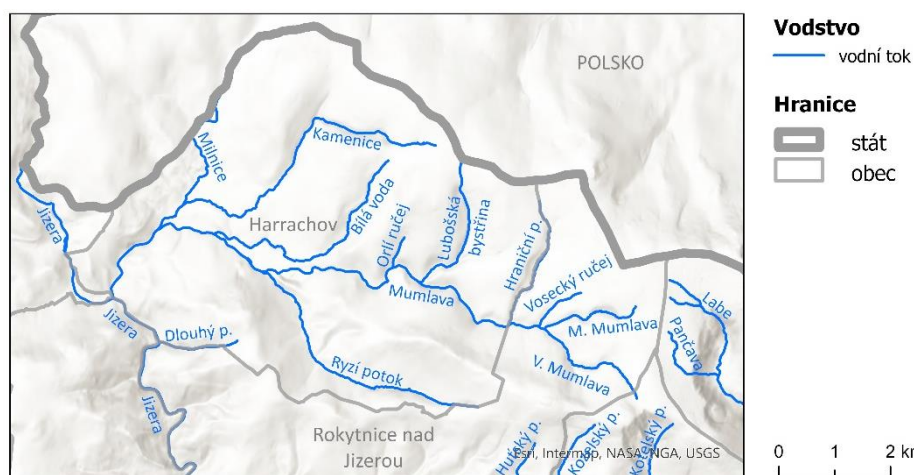 POLSKO
Kamenice
Milnice
Jizera
Harrachov
Bílá voda
Orlí ručej
Lubošská
bystřina
Hraniční p.
Vosecký ručej
Mumlava
M. Mumlava
V. Mumlava
Labe
Pančava
Jizera
Dlouhý p.
Ryzí potok
Jizera
Rokytnice nad
Jizerou
Huťský p.
Kotelský p.
Esri, Intermap, NASA, NGA, USGS
Vodstvo
vodní tok
Hranice
stát
obec
0 1 2 km